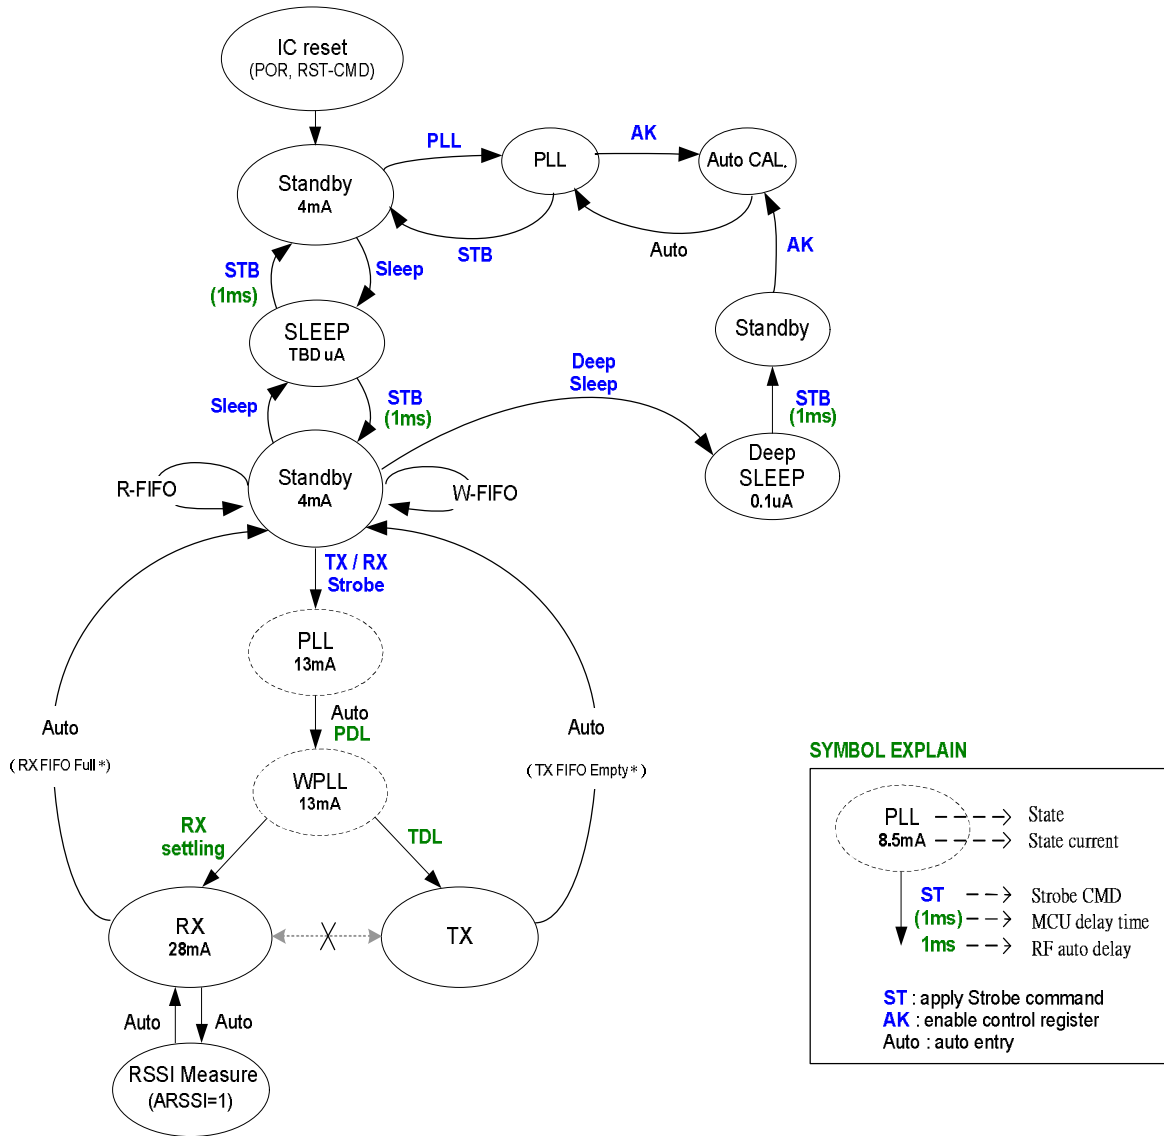 IC reset
(POR, RST-CMD)
PLL
AK
Standby
4mA
PLL
Auto CAL.
STB
Auto
AK
STB
(1ms)
Sleep
SLEEP
TBD uA
Standby
Deep
Sleep
Sleep
STB
(1ms)
STB
(1ms)
Deep
SLEEP
0.1uA
R-FIFO
Standby
4mA
W-FIFO
TX / RX
Strobe
PLL
13mA
Auto
PDL
Auto
(RX FIFO Full*)
Auto
(TX FIFO Empty*)
WPLL
13mA
RX
settling
TDL
RX
28mA
TX
Auto
Auto
RSSI Measure
(ARSSI=1)
SYMBOL EXPLAIN
PLL
8.5mA
State
State current
ST
Strobe CMD
(1ms)
MCU delay time
1ms
RF auto delay
ST : apply Strobe command
AK : enable control register
Auto : auto entry